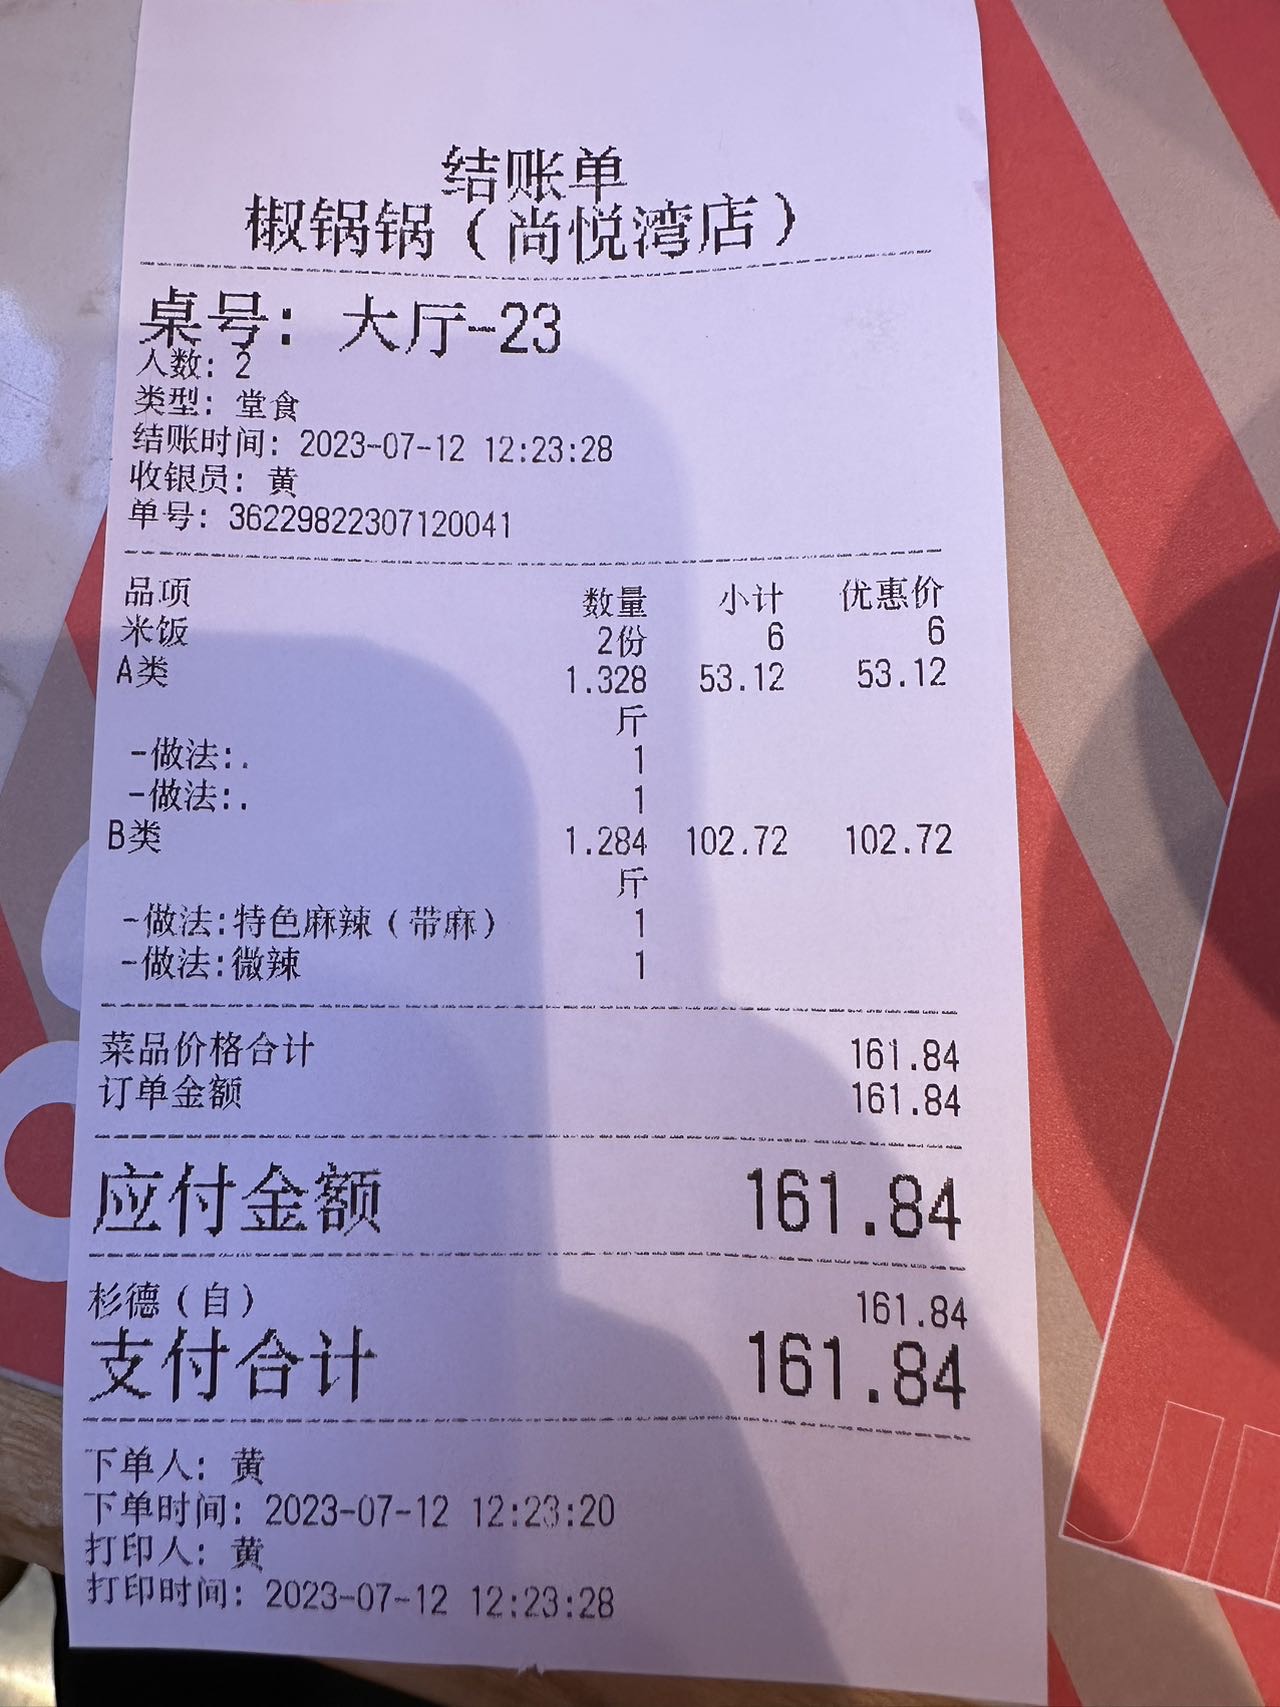 结账单
椒锅锅（尚悦湾店）
桌号：大厅-23
人数：2
类型：堂食
结账时间：2023-07-12 12:23:28
收银员：黄
单号：36229822307120041
品项 数量 小计 优惠价
米饭 2份 6 6
A类 1.328 53.12 53.12
斤
-做法:. 1
-做法:. 1
B类 1.284 102.72 102.72
斤
-做法:特色麻辣（带麻） 1
-做法:微辣 1
菜品价格合计 161.84
订单金额 161.84
应付金额 161.84
杉德（自） 161.84
支付合计 161.84
下单人：黄
下单时间：2023-07-12 12:23:20
打印人：黄
打印时间：2023-07-12 12:23:28